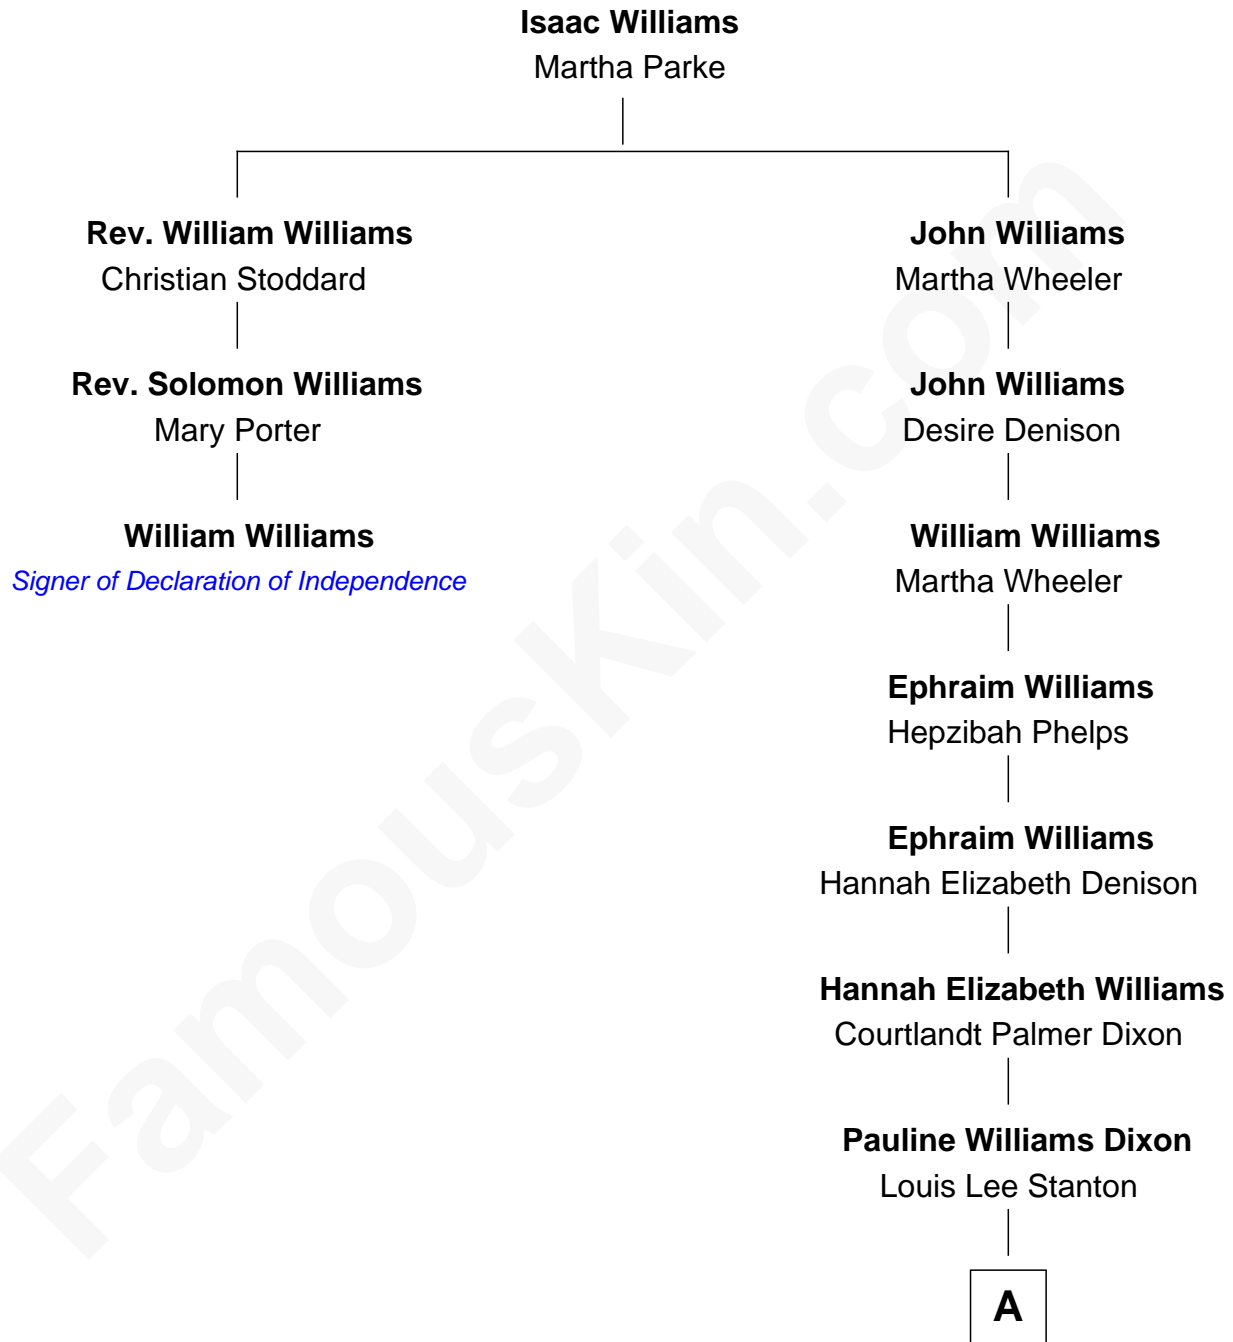 Isaac Williams
Martha Parke
Rev. William Williams
Christian Stoddard
John Williams
Martha Wheeler
Rev. Solomon Williams
Mary Porter
John Williams
Desire Denison
William Williams
Signer of Declaration of Independence
William Williams
Martha Wheeler
Ephraim Williams
Hepzibah Phelps
Ephraim Williams
Hannah Elizabeth Denison
Hannah Elizabeth Williams
Courtlandt Palmer Dixon
Pauline Williams Dixon
Louis Lee Stanton
A
FamousKin.com